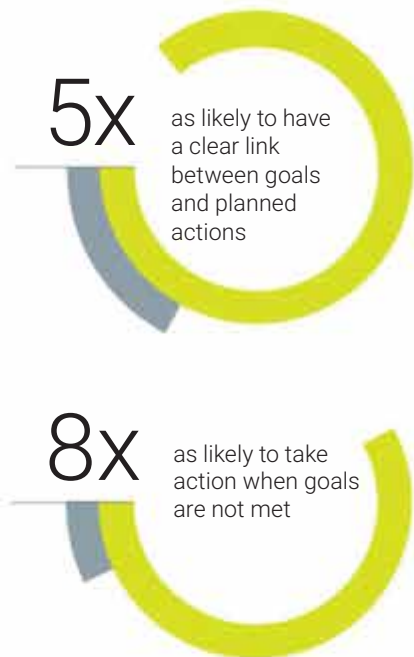 5x
as likely to have
a clear link
between goals
and planned
actions
8x
as likely to take
action when goals
are not met